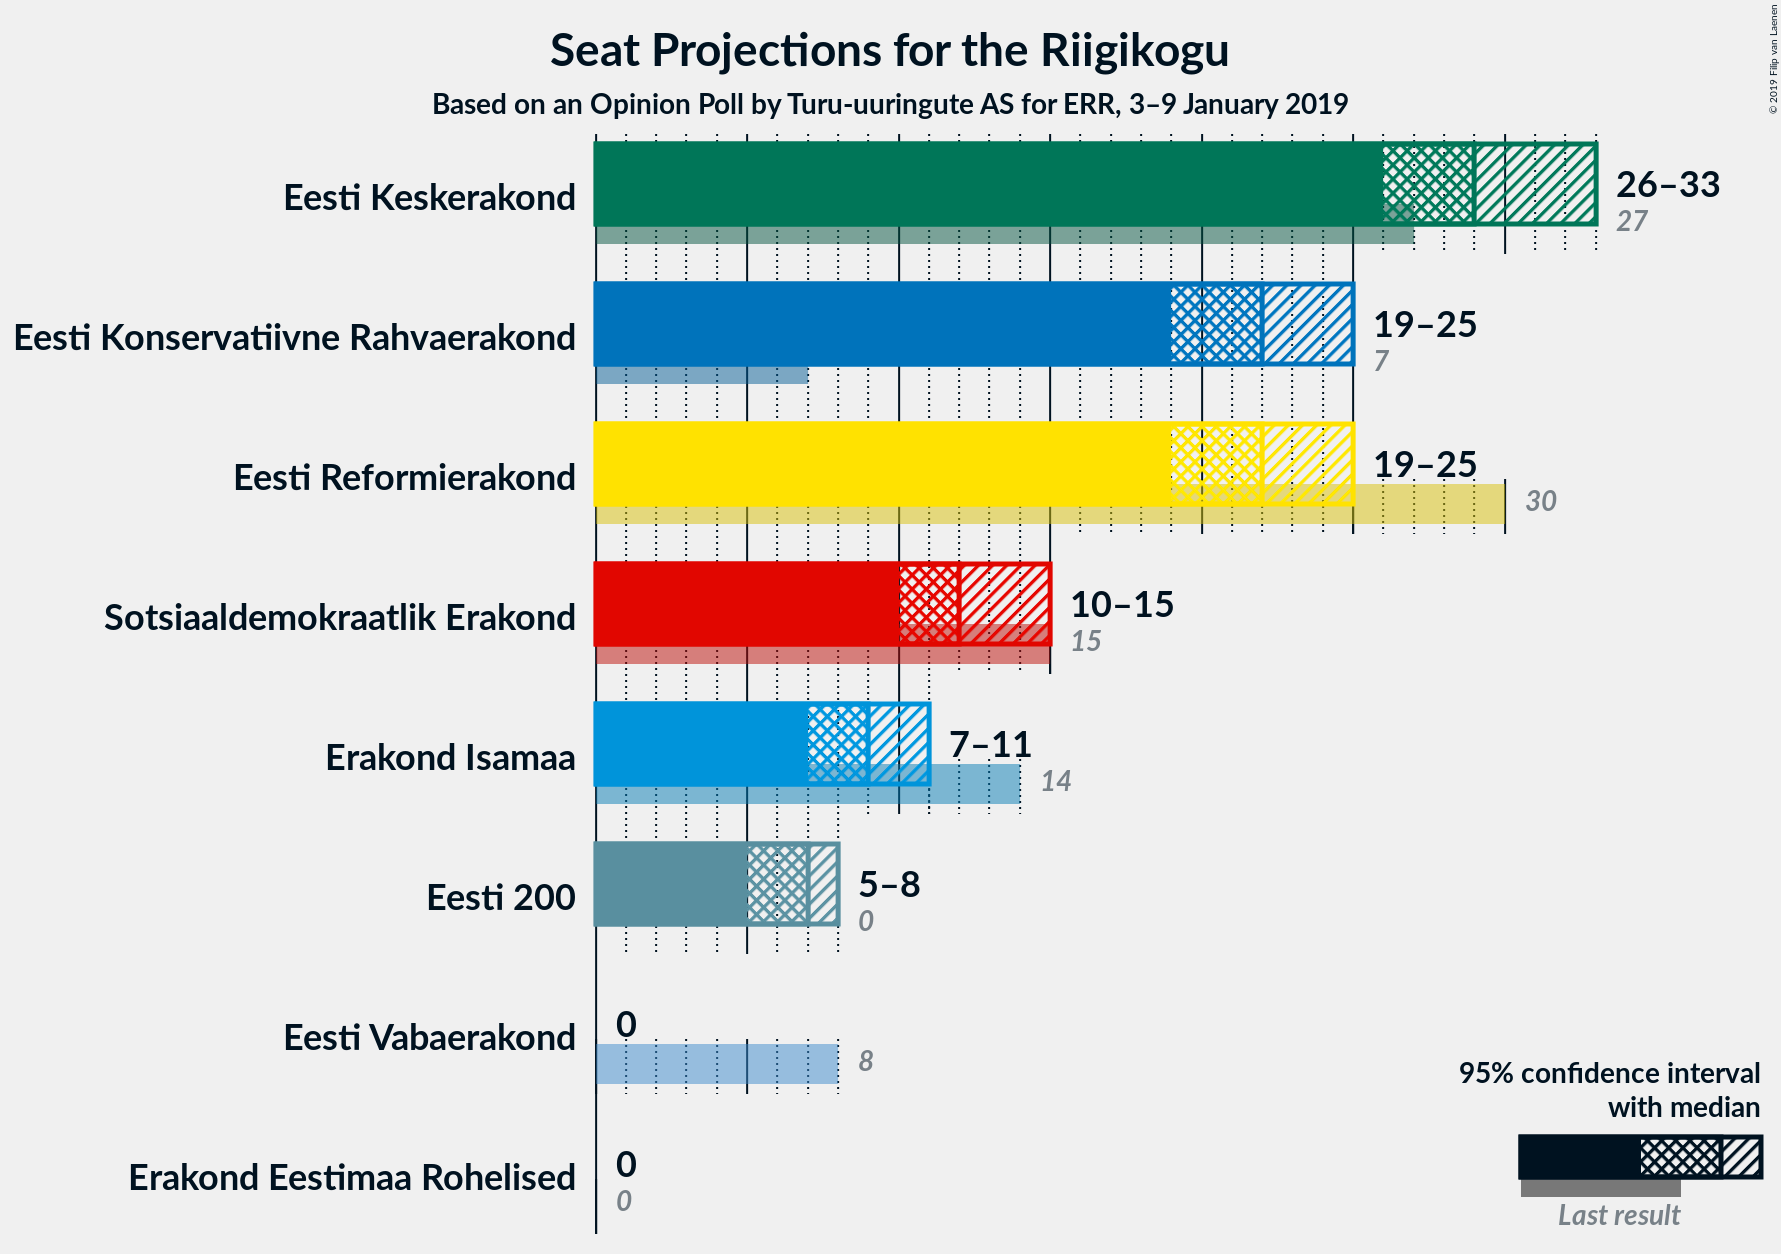 Seat Projections for the Riigikogu
Based on an Opinion Poll by Turu-uuringute AS for ERR, 3–9 January 2019
© 2019 Filip van Laenen
Eesti Keskerakond
26–33
27
Eesti Konservatiivne Rahvaerakond
19–25
7
Eesti Reformierakond
19–25
30
Sotsiaaldemokraatlik Erakond
10–15
15
Erakond Isamaa
7–11
14
Eesti 200
5–8
0
Eesti Vabaerakond
0
8
Erakond Eestimaa Rohelised
0
0
95% confidence interval
with median
Last result